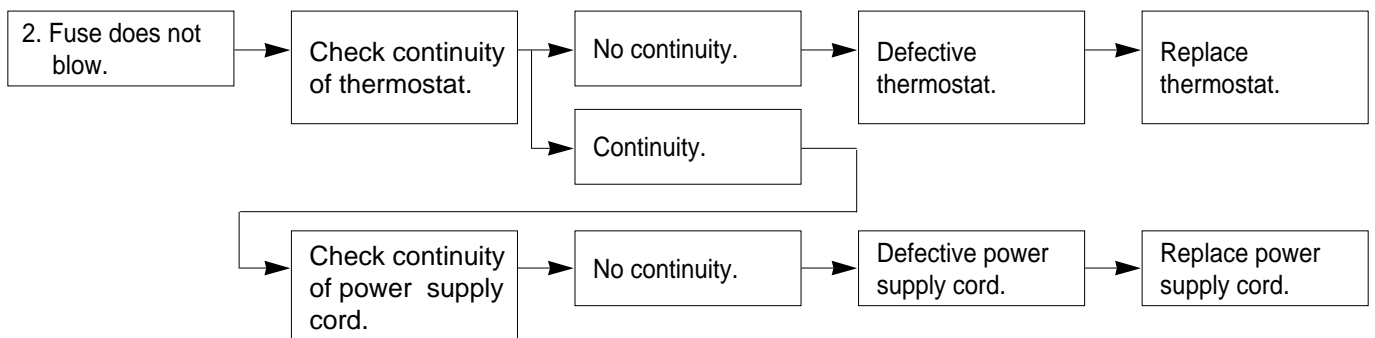 2. Fuse does not
blow.
Check continuity
of thermostat.
No continuity.
Defective
thermostat.
Replace
thermostat.
Continuity.
Check continuity
of power supply
cord.
No continuity.
Defective power
supply cord.
Replace power
supply cord.